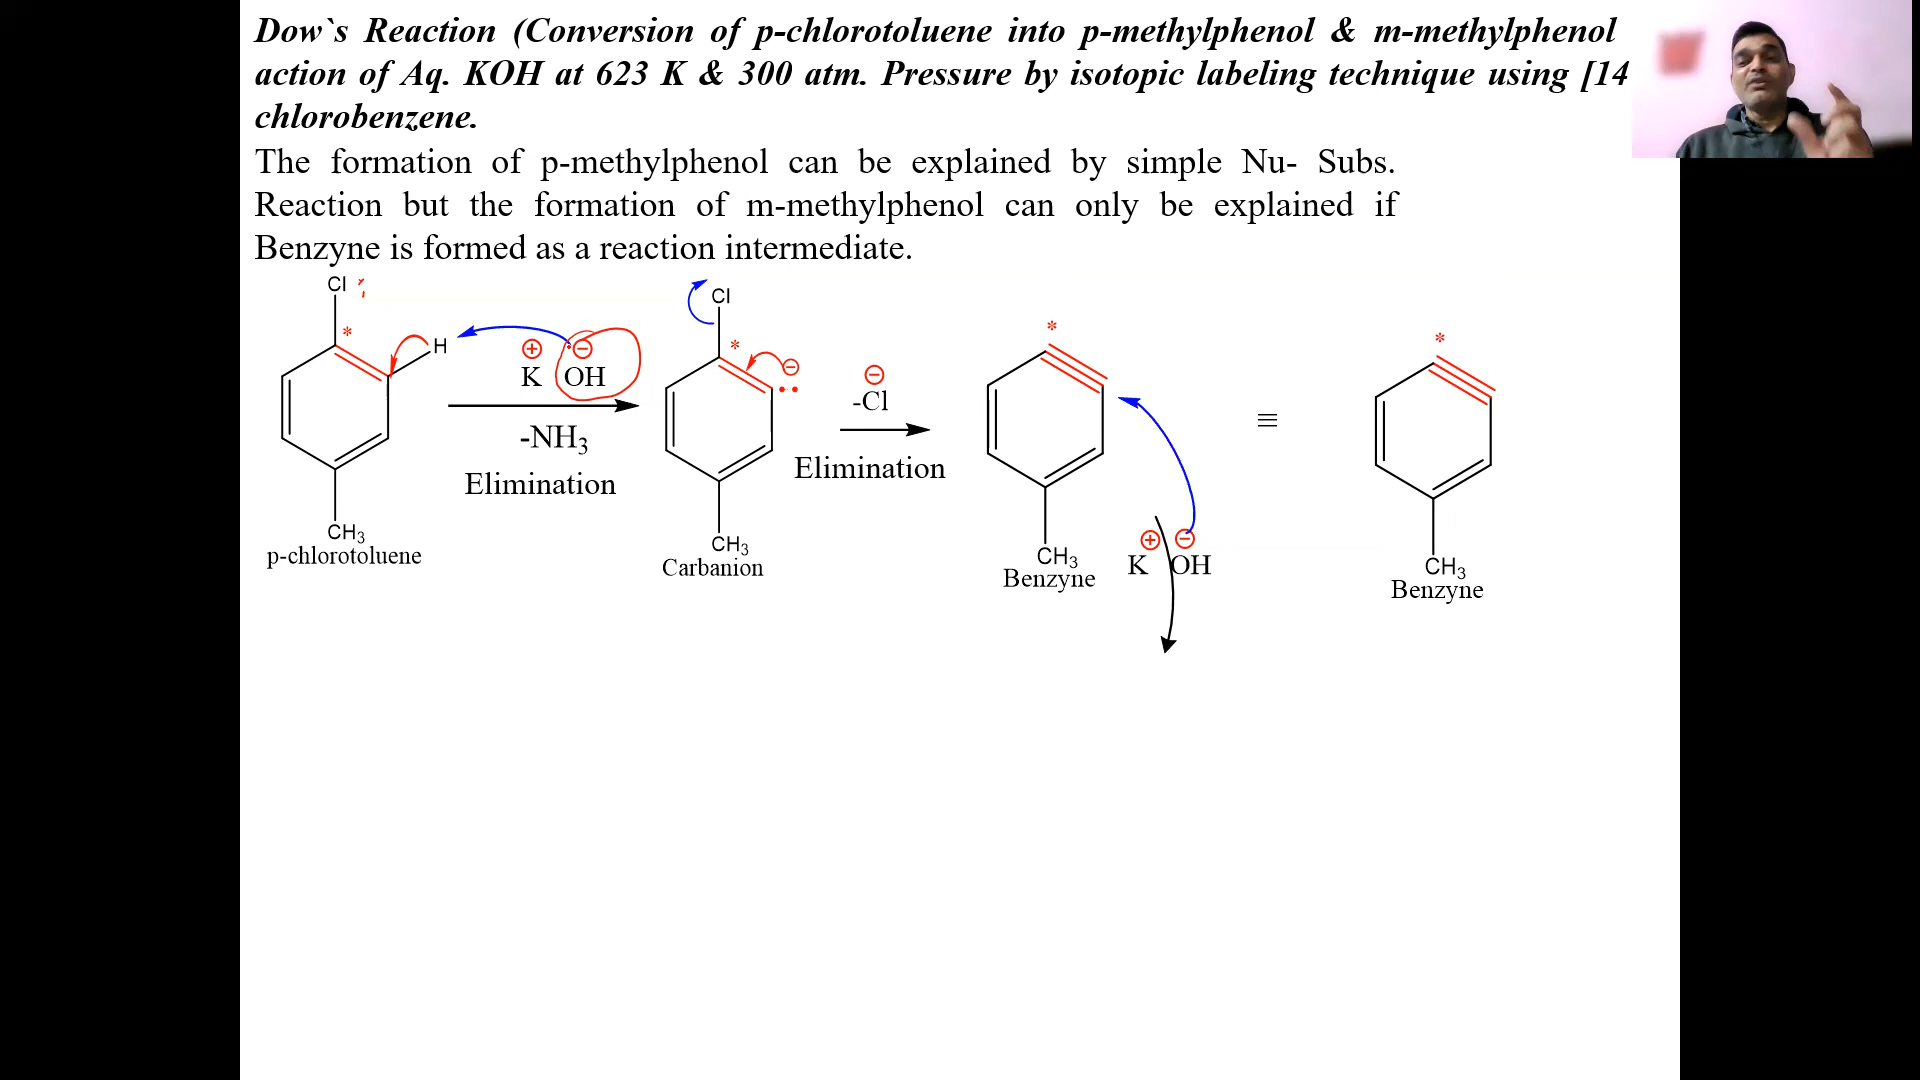 Dow`s Reaction (Conversion of p-chlorotoluene into p-methylphenol & m-methylphenol
action of Aq. KOH at 623 K & 300 atm. Pressure by isotopic labeling technique using [14
chlorobenzene.
The formation of p-methylphenol can be explained by simple Nu- Subs.
Reaction but the formation of m-methylphenol can only be explained if
Benzyne is formed as a reaction intermediate.
Cl
*
H
⊕ ⊖
K OH
-NH₃
Elimination
CH₃
p-chlorotoluene
Cl
*
⊖
CH₃
Carbanion
⊖
-Cl
Elimination
*
CH₃
Benzyne
⊕ ⊖
K OH
≡
*
CH₃
Benzyne